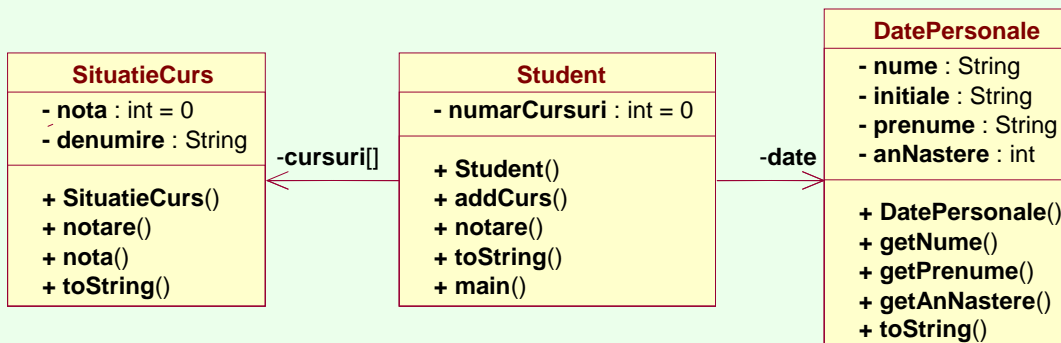 SituatieCurs
- nota : int = 0
- denumire : String
+ SituatieCurs()
+ notare()
+ nota()
+ toString()
-cursuri[]
Student
- numarCursuri : int = 0
+ Student()
+ addCurs()
+ notare()
+ toString()
+ main()
-date
DatePersonale
- nume : String
- initiale : String
- prenume : String
- anNastere : int
+ DatePersonale()
+ getNume()
+ getPrenume()
+ getAnNastere()
+ toString()